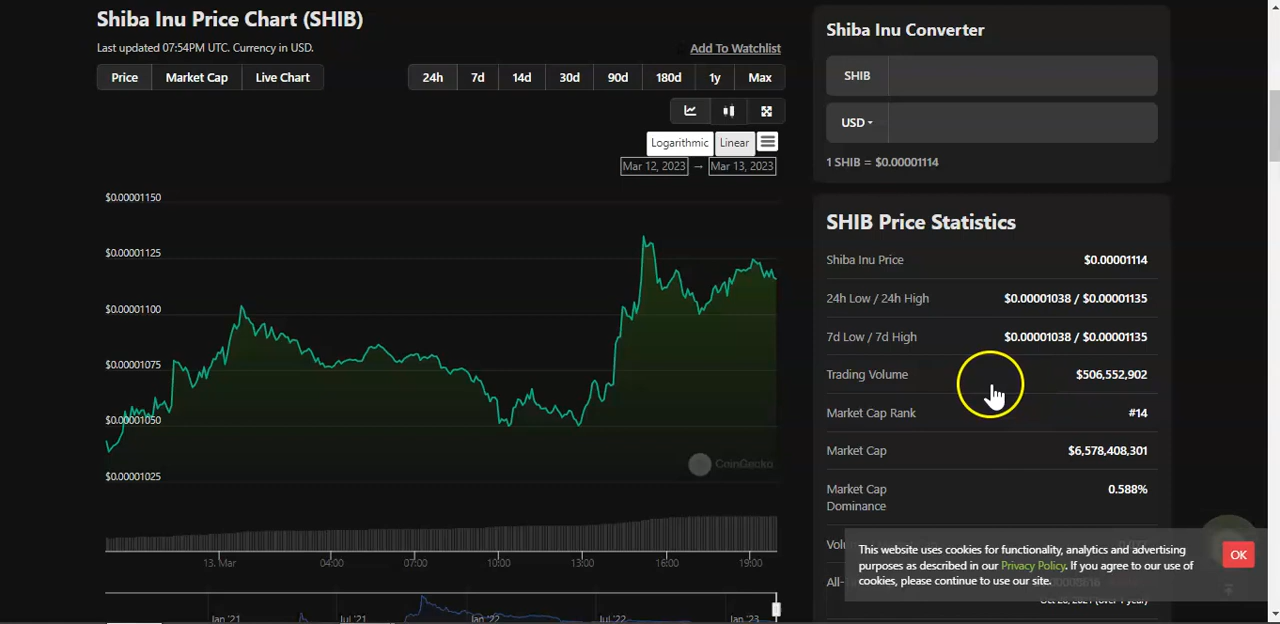 Shiba Inu Price Chart (SHIB)
Last updated 07:54PM UTC. Currency in USD.
Add To Watchlist
Price Market Cap Live Chart
24h 7d 14d 30d 90d 180d 1y Max
Logarithmic Linear
Mar 12, 2023 → Mar 13, 2023
$0.00001150
$0.00001125
$0.00001100
$0.00001075
$0.00001050
$0.00001025
CoinGecko
13. Mar 04:00 07:00 10:00 13:00 16:00 19:00
Jan '21 Jul '21 Jan '22 Jul '22 Jan '23
Shiba Inu Converter
SHIB
USD
1 SHIB = $0.00001114
SHIB Price Statistics
Shiba Inu Price $0.00001114
24h Low / 24h High $0.00001038 / $0.00001135
7d Low / 7d High $0.00001038 / $0.00001135
Trading Volume $506,552,902
Market Cap Rank #14
Market Cap $6,578,408,301
Market Cap 0.588%
Dominance
This website uses cookies for functionality, analytics and advertising
purposes as described in our Privacy Policy. If you agree to our use of
cookies, please continue to use our site.
OK